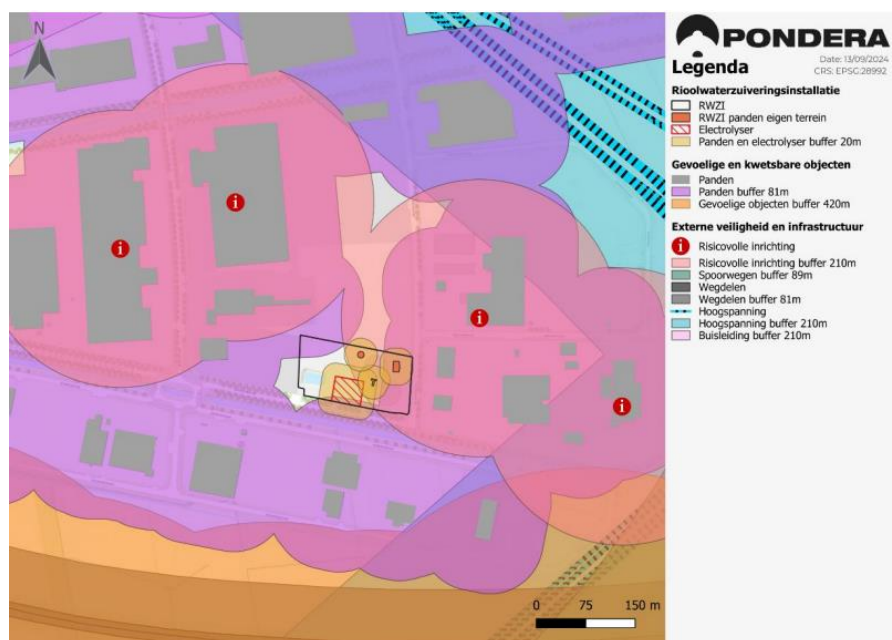 N
PONDERA
Legenda
Date: 13/09/2024
CRS: EPSG:28992
Rioolwaterzuiveringsinstallatie
RWZI
RWZI panden eigen terrein
Electrolyser
Panden en electrolyser buffer 20m
Gevoelige en kwetsbare objecten
Panden
Panden buffer 81m
Gevoelige objecten buffer 420m
Externe veiligheid en infrastructuur
i Risicovolle inrichting
Risicovolle inrichting buffer 210m
Spoorwegen buffer 89m
Wegdelen
Wegdelen buffer 81m
Hoogspanning
Hoogspanning buffer 210m
Buisleiding buffer 210m
i
i
i
i
0 75 150 m